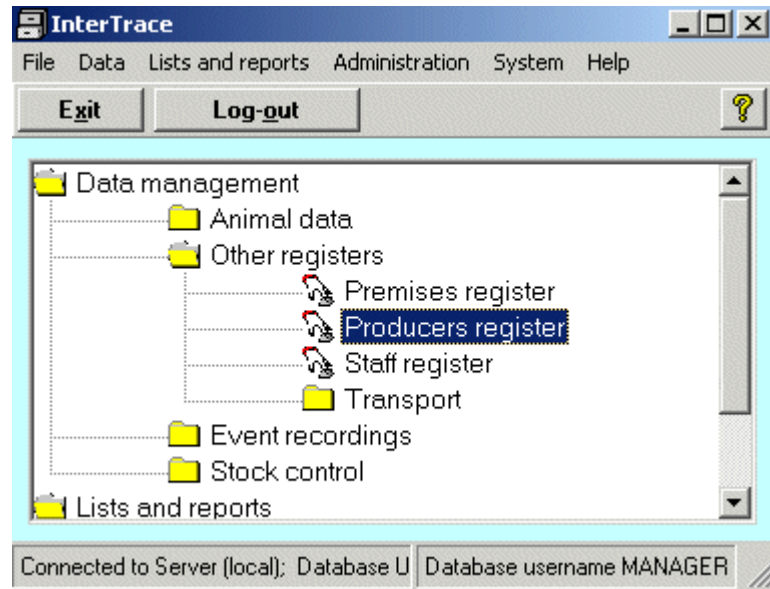 InterTrace
File Data Lists and reports Administration System Help
Exit Log-out
Data management
Animal data
Other registers
Premises register
Producers register
Staff register
Transport
Event recordings
Stock control
Lists and reports
Connected to Server (local); Database U Database username MANAGER